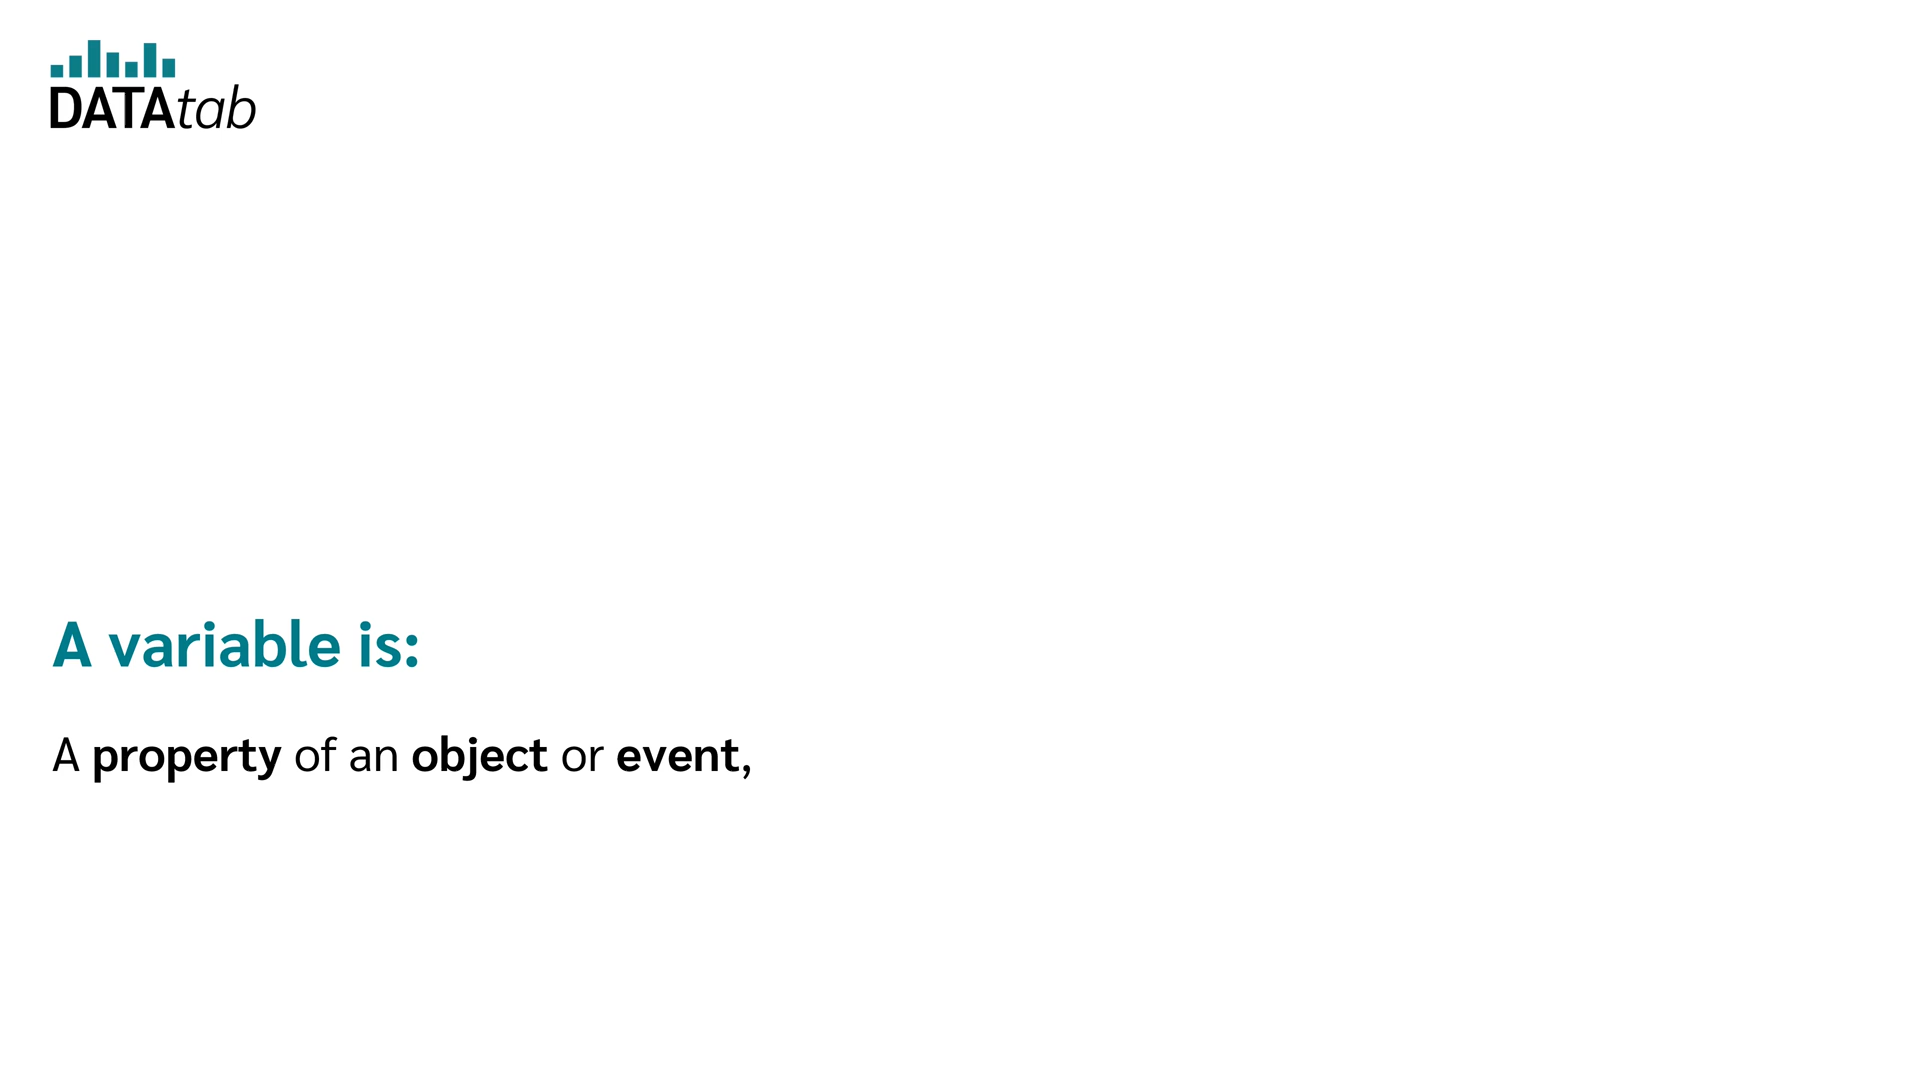 DATAtab
A variable is:
A property of an object or event,